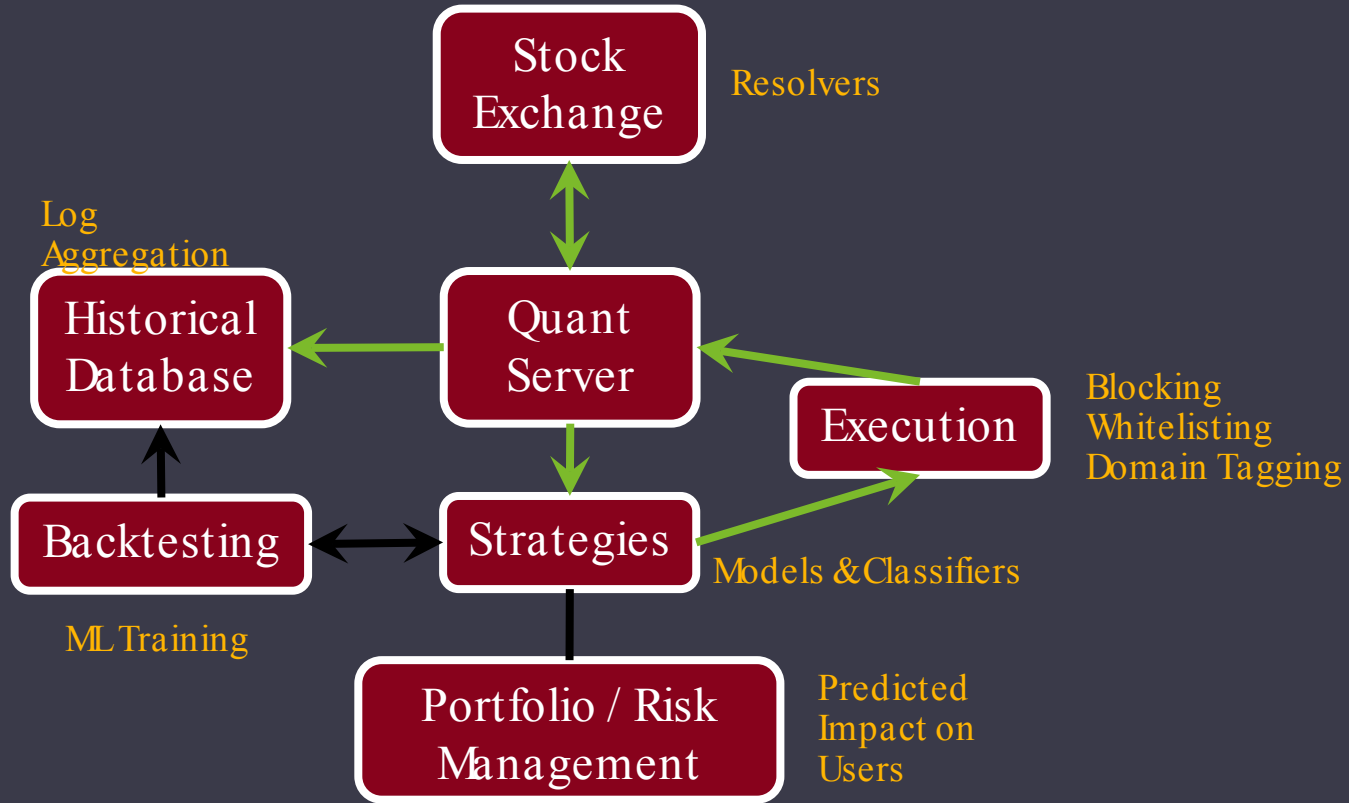 Stock
Exchange
Resolvers
Log
Aggregation
Historical
Database
Quant
Server
Execution
Blocking
Whitelisting
Domain Tagging
Backtesting
Strategies
Models & Classifiers
ML Training
Portfolio / Risk
Management
Predicted
Impact on
Users